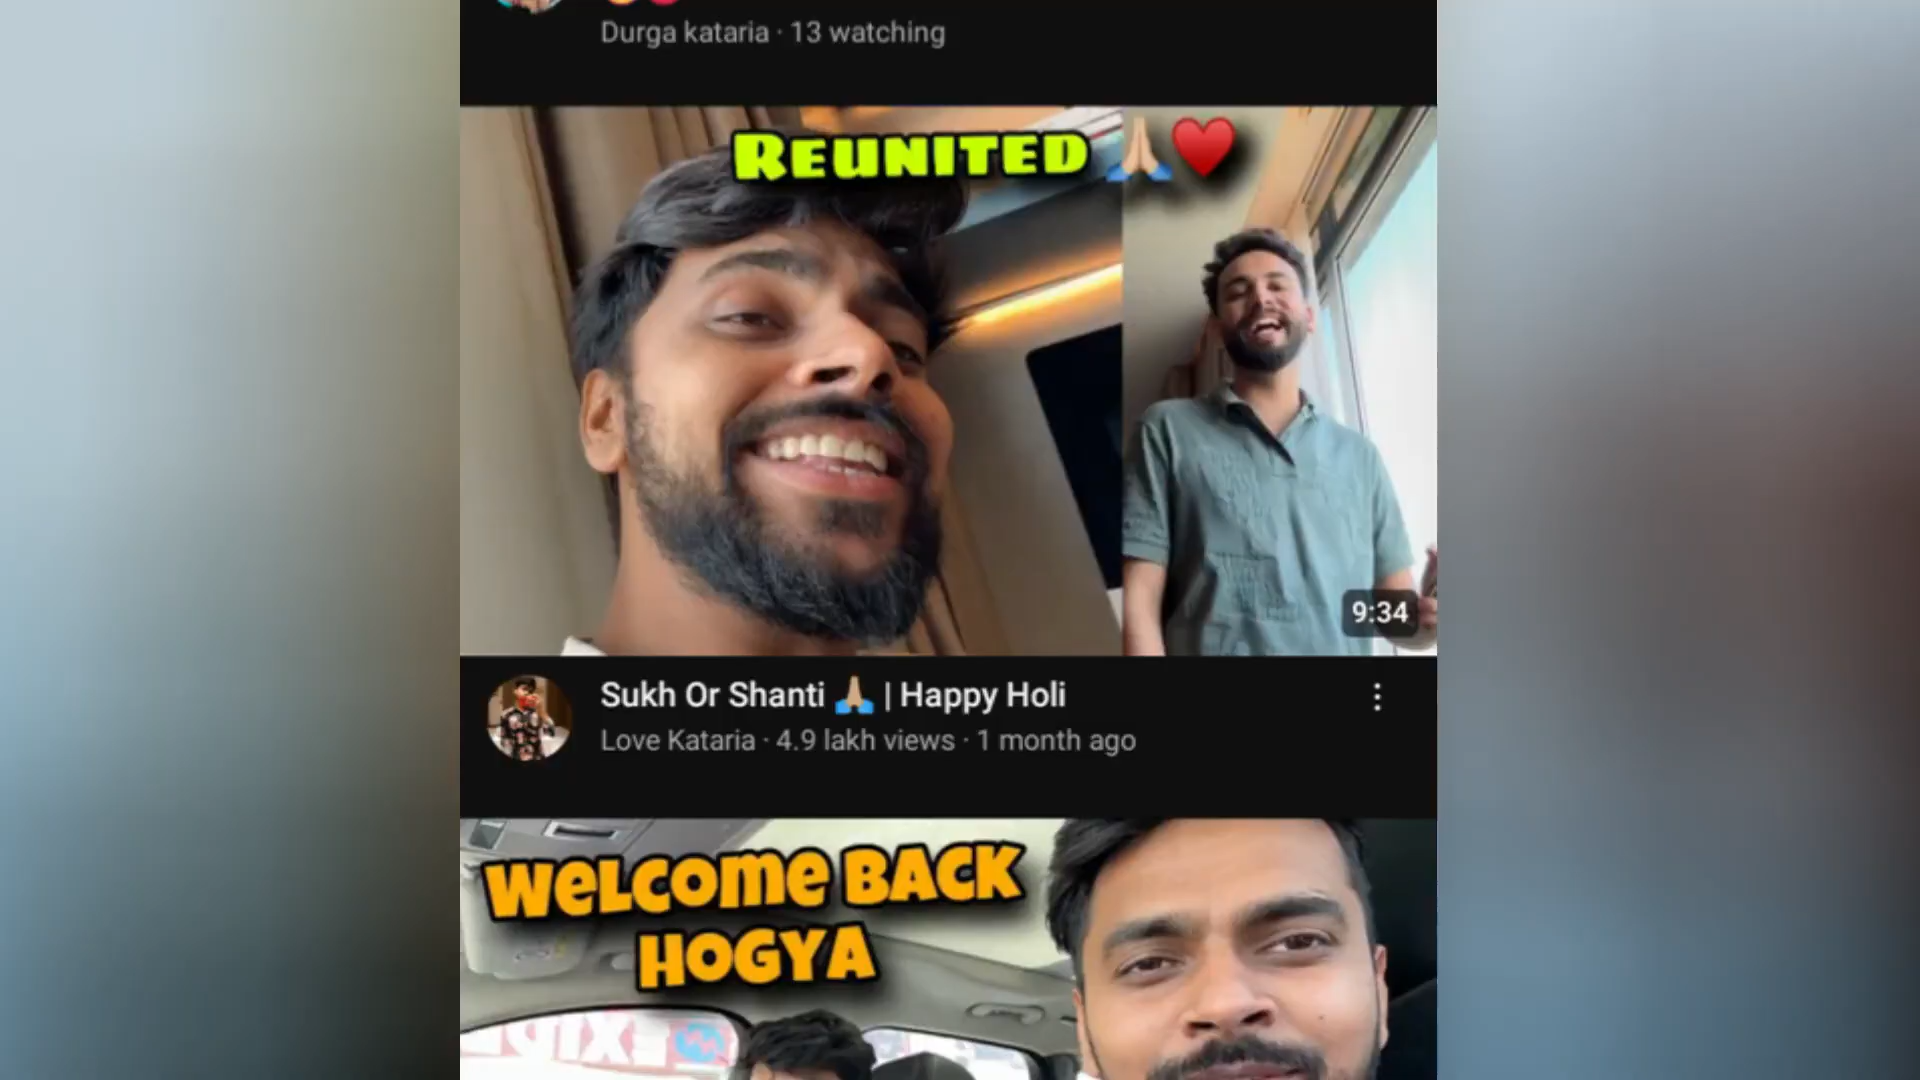 Durga kataria · 13 watching
REUNITED 🙏🏼♥️
9:34
Sukh Or Shanti 🙏🏼 | Happy Holi
Love Kataria · 4.9 lakh views · 1 month ago
WELCOME BACK
HOGYA